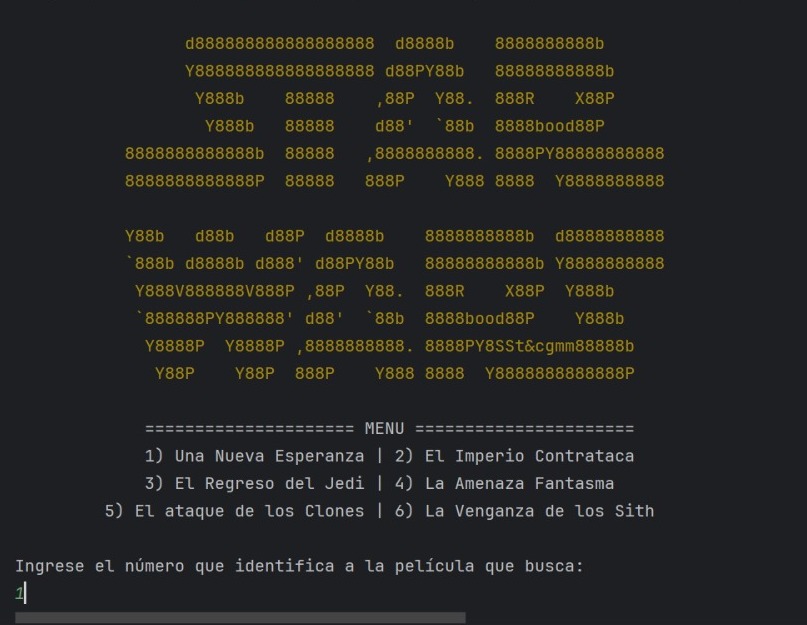 d888888888888888888  d8888b    8888888888b
Y888888888888888888 d88PY88b   88888888888b
Y888b    88888    ,88P  Y88.  888R    X88P
Y888b   88888    d88'  `88b  8888bood88P
8888888888888b  88888   ,8888888888. 8888PY88888888888
8888888888888P  88888   888P    Y888 8888  Y8888888888
Y88b   d88b   d88P  d8888b    8888888888b  d8888888888
`888b d8888b d888' d88PY88b   88888888888b Y8888888888
Y888V888888V888P ,88P  Y88.  888R    X88P  Y888b
`888888PY888888' d88'  `88b  8888bood88P    Y888b
Y8888P  Y8888P ,8888888888. 8888PY8SSt&cgmm88888b
Y88P    Y88P  888P    Y888 8888  Y8888888888888P
===================== MENU ======================
1) Una Nueva Esperanza | 2) El Imperio Contrataca
3) El Regreso del Jedi | 4) La Amenaza Fantasma
5) El ataque de los Clones | 6) La Venganza de los Sith
Ingrese el número que identifica a la película que busca:
1